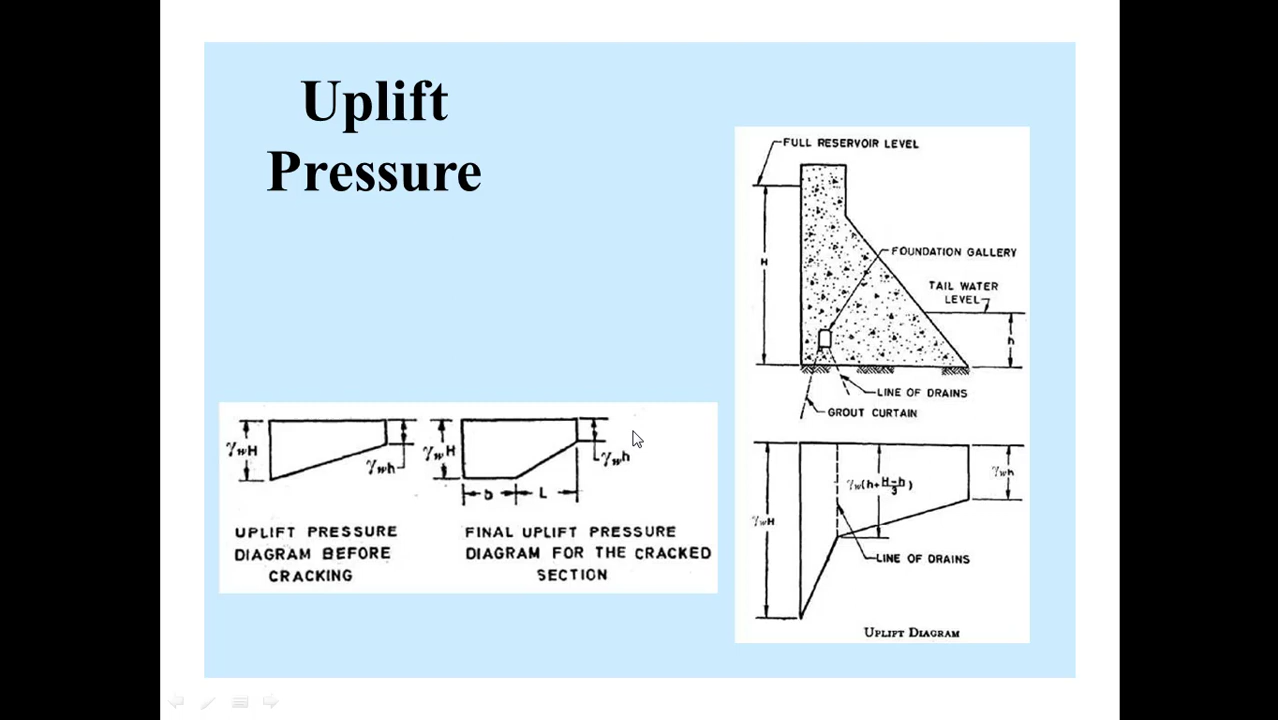 Uplift
Pressure
FULL RESERVOIR LEVEL
H
FOUNDATION GALLERY
TAIL WATER
LEVEL
h
LINE OF DRAINS
GROUT CURTAIN
γwH
γwh
UPLIFT PRESSURE
DIAGRAM BEFORE
CRACKING
γwH
γwh
b L
FINAL UPLIFT PRESSURE
DIAGRAM FOR THE CRACKED
SECTION
γwH
γw(h+H-h/3)
γwh
LINE OF DRAINS
UPLIFT DIAGRAM